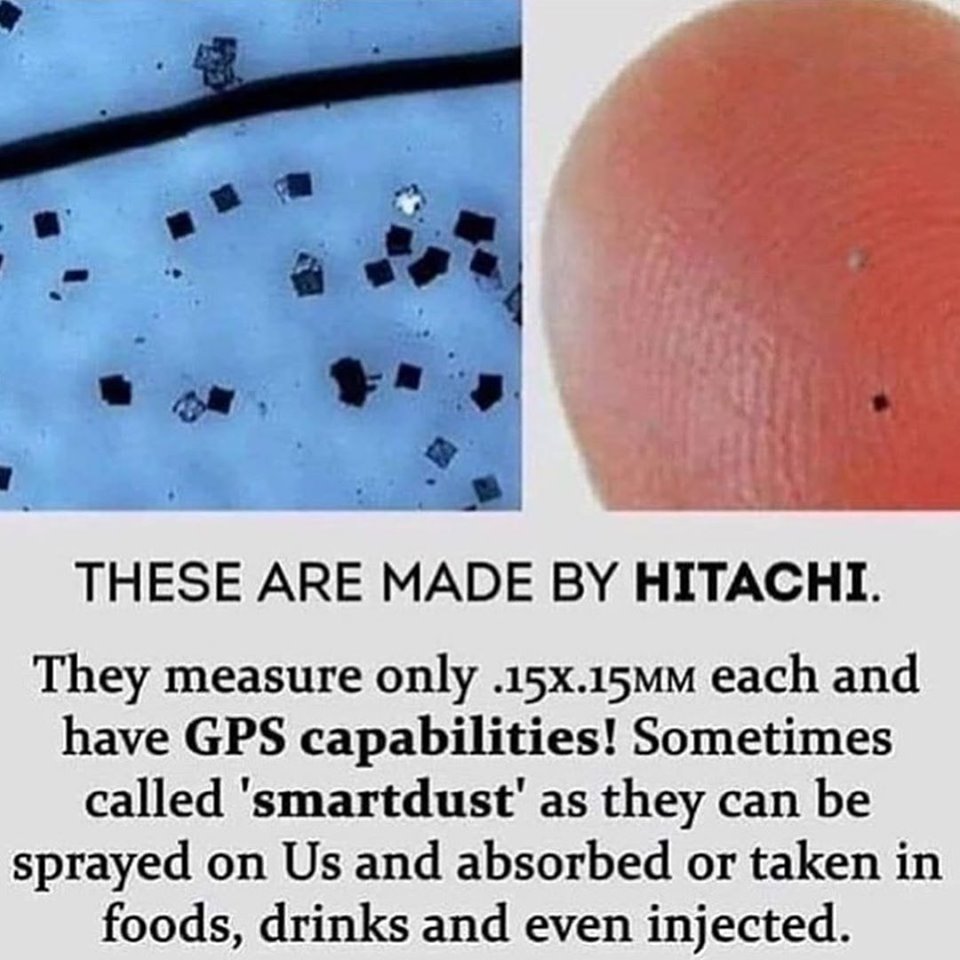 THESE ARE MADE BY HITACHI.
They measure only .15x.15MM each and
have GPS capabilities! Sometimes
called 'smartdust' as they can be
sprayed on Us and absorbed or taken in
foods, drinks and even injected.